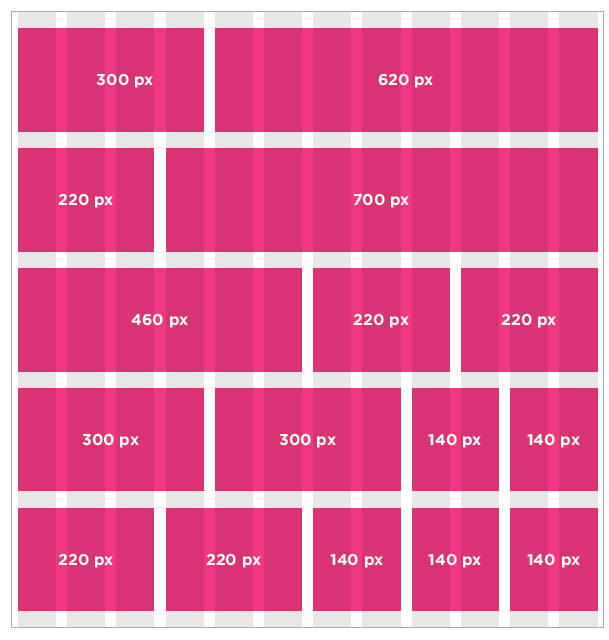 300 px 620 px
220 px 700 px
460 px 220 px 220 px
300 px 300 px 140 px 140 px
220 px 220 px 140 px 140 px 140 px